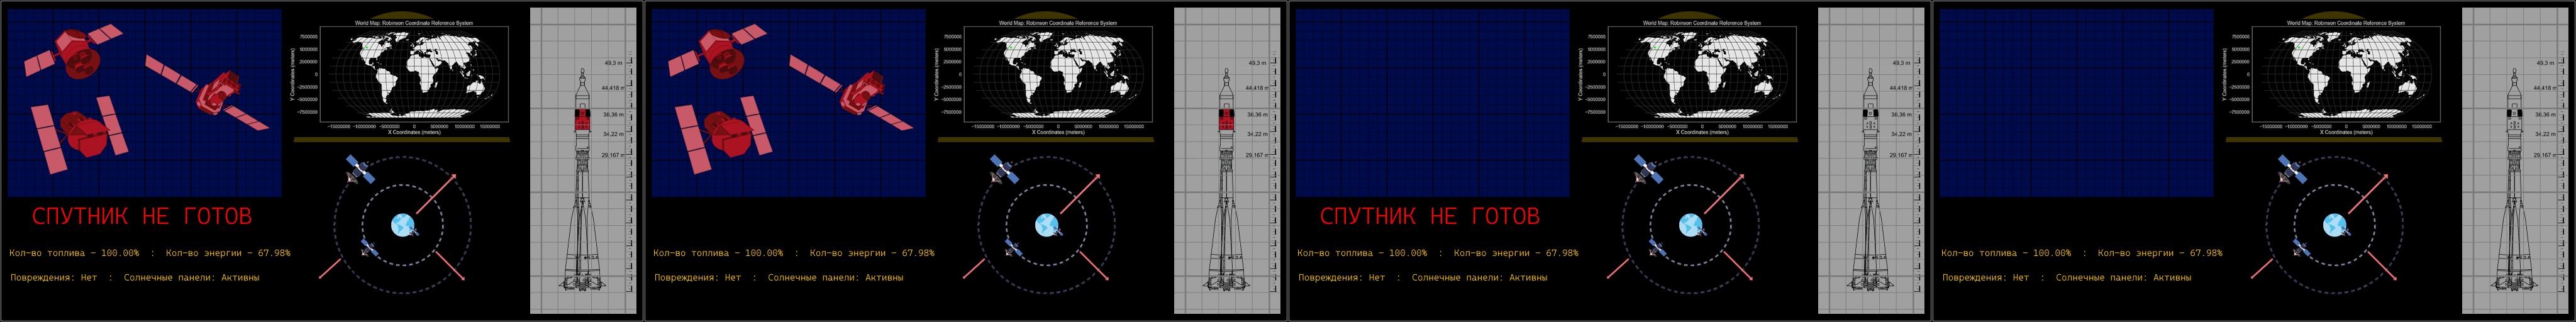 World Map: Robinson Coordinate Reference System
Y Coordinates (meters)
7500000
5000000
2500000
0
−2500000
−5000000
−7500000
−15000000 −10000000 −5000000 0 5000000 10000000 15000000
X Coordinates (meters)
49.3 m
44.418 m
38,38 m
34,22 m
29,167 m
СПУТНИК НЕ ГОТОВ
Кол-во топлива - 100.00% : Кол-во энергии - 67.98%
Повреждения: Нет : Солнечные панели: Активны
World Map: Robinson Coordinate Reference System
Y Coordinates (meters)
7500000
5000000
2500000
0
−2500000
−5000000
−7500000
−15000000 −10000000 −5000000 0 5000000 10000000 15000000
X Coordinates (meters)
49.3 m
44.418 m
38,38 m
34,22 m
29,167 m
Кол-во топлива - 100.00% : Кол-во энергии - 67.98%
Повреждения: Нет : Солнечные панели: Активны
World Map: Robinson Coordinate Reference System
Y Coordinates (meters)
7500000
5000000
2500000
0
−2500000
−5000000
−7500000
−15000000 −10000000 −5000000 0 5000000 10000000 15000000
X Coordinates (meters)
49.3 m
44.418 m
38,38 m
34,22 m
29,167 m
СПУТНИК НЕ ГОТОВ
Кол-во топлива - 100.00% : Кол-во энергии - 67.98%
Повреждения: Нет : Солнечные панели: Активны
World Map: Robinson Coordinate Reference System
Y Coordinates (meters)
7500000
5000000
2500000
0
−2500000
−5000000
−7500000
−15000000 −10000000 −5000000 0 5000000 10000000 15000000
X Coordinates (meters)
49.3 m
44.418 m
38,38 m
34,22 m
29,167 m
Кол-во топлива - 100.00% : Кол-во энергии - 67.98%
Повреждения: Нет : Солнечные панели: Активны